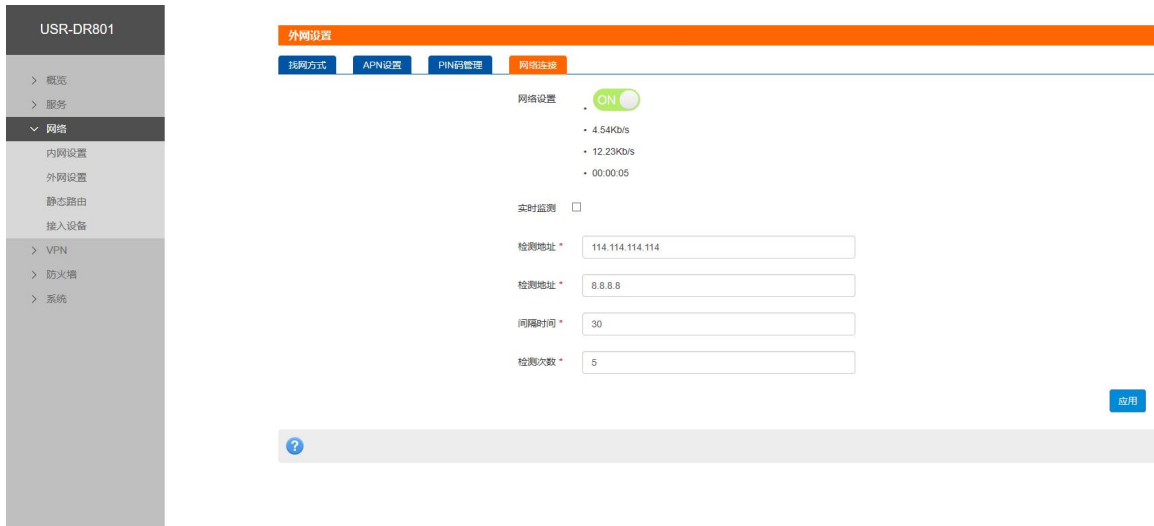 USR-DR801
概览
服务
网络
内网设置
外网设置
静态路由
接入设备
VPN
防火墙
系统
外网设置
找网方式 APN设置 PIN码管理 网络连接
网络设置 ON
4.54Kb/s
12.23Kb/s
00:00:05
实时监测
检测地址 * 114.114.114.114
检测地址 * 8.8.8.8
间隔时间 * 30
检测次数 * 5
应用
?